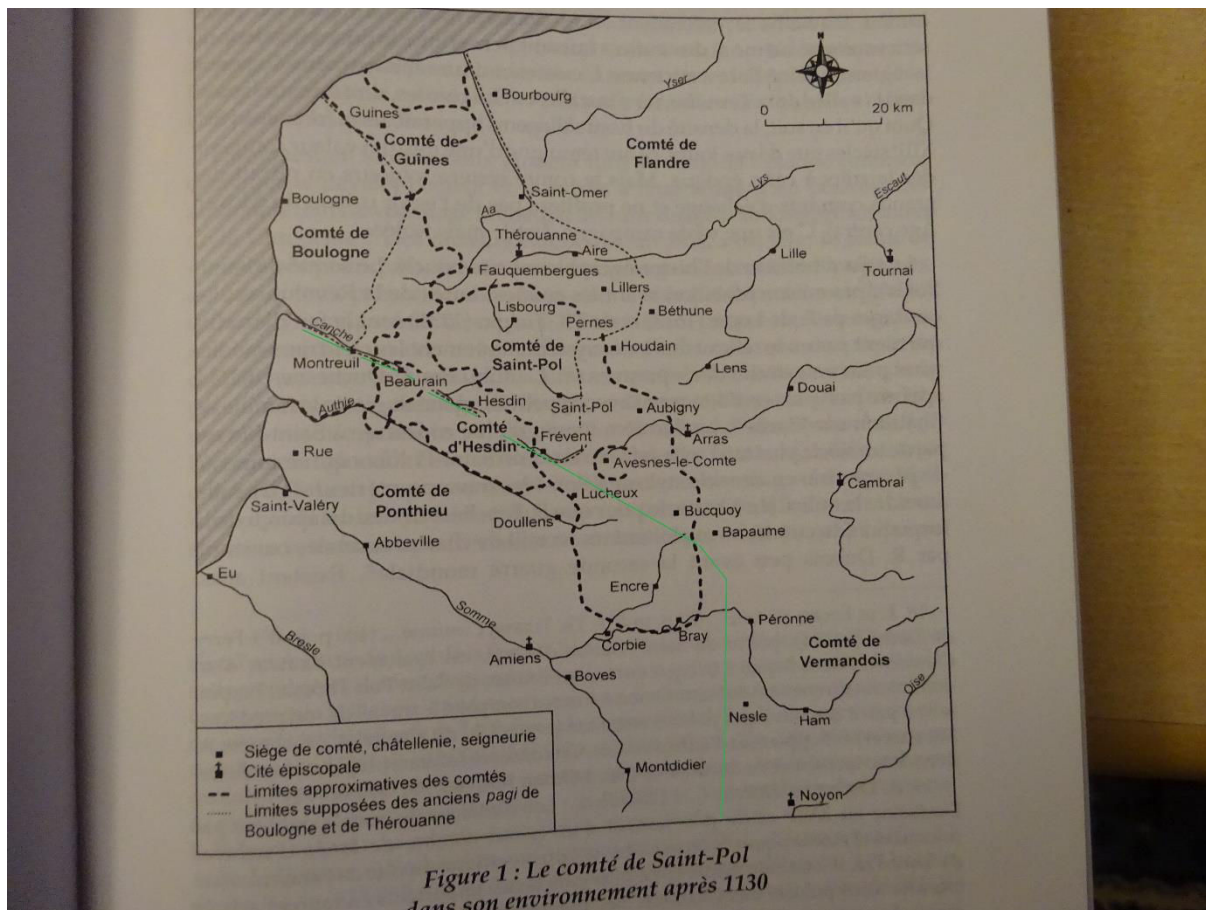 N
0 20 km
Yser
Bourbourg
Guines
Comté de
Guines
Comté de
Flandre
Lys
Escaut
Saint-Omer
Boulogne
Aa
Comté de
Boulogne
Thérouanne
Aire
Lille
Tournai
Fauquembergues
Lillers
Lisbourg
Béthune
Pernes
Canche
Comté de
Saint-Pol
Houdain
Montreuil
Lens
Beaurain
Douai
Authie
Hesdin
Saint-Pol
Aubigny
Arras
Comté
d'Hesdin
Frévent
Rue
Avesnes-le-Comte
Cambrai
Saint-Valéry
Comté de
Ponthieu
Lucheux
Doullens
Bucquoy
Bapaume
Abbeville
Eu
Encre
Somme
Péronne
Bresle
Amiens
Corbie
Bray
Comté de
Vermandois
Boves
Oise
Nesle
Ham
Montdidier
Noyon
Siège de comté, châtellenie, seigneurie
Cité épiscopale
Limites approximatives des comtés
Limites supposées des anciens pagi de
Boulogne et de Thérouanne
Figure 1 : Le comté de Saint-Pol
dans son environnement après 1130